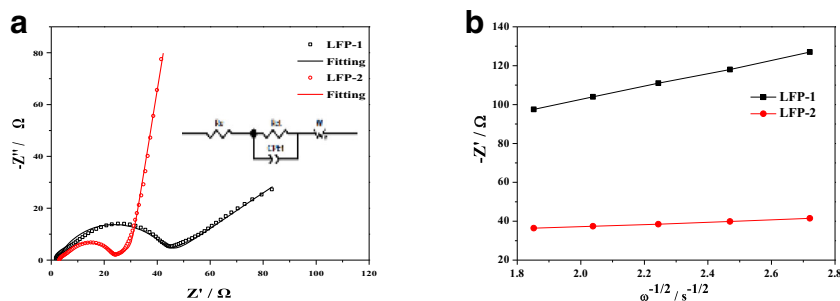 a
80
60
40
20
0
-Z'' / Ω
LFP-1
Fitting
LFP-2
Fitting
0 20 40 60 80 100 120
Z' / Ω
b
140
120
100
80
60
40
20
0
-Z' / Ω
LFP-1
LFP-2
1.8 2.0 2.2 2.4 2.6 2.8
ω-1/2 / s-1/2